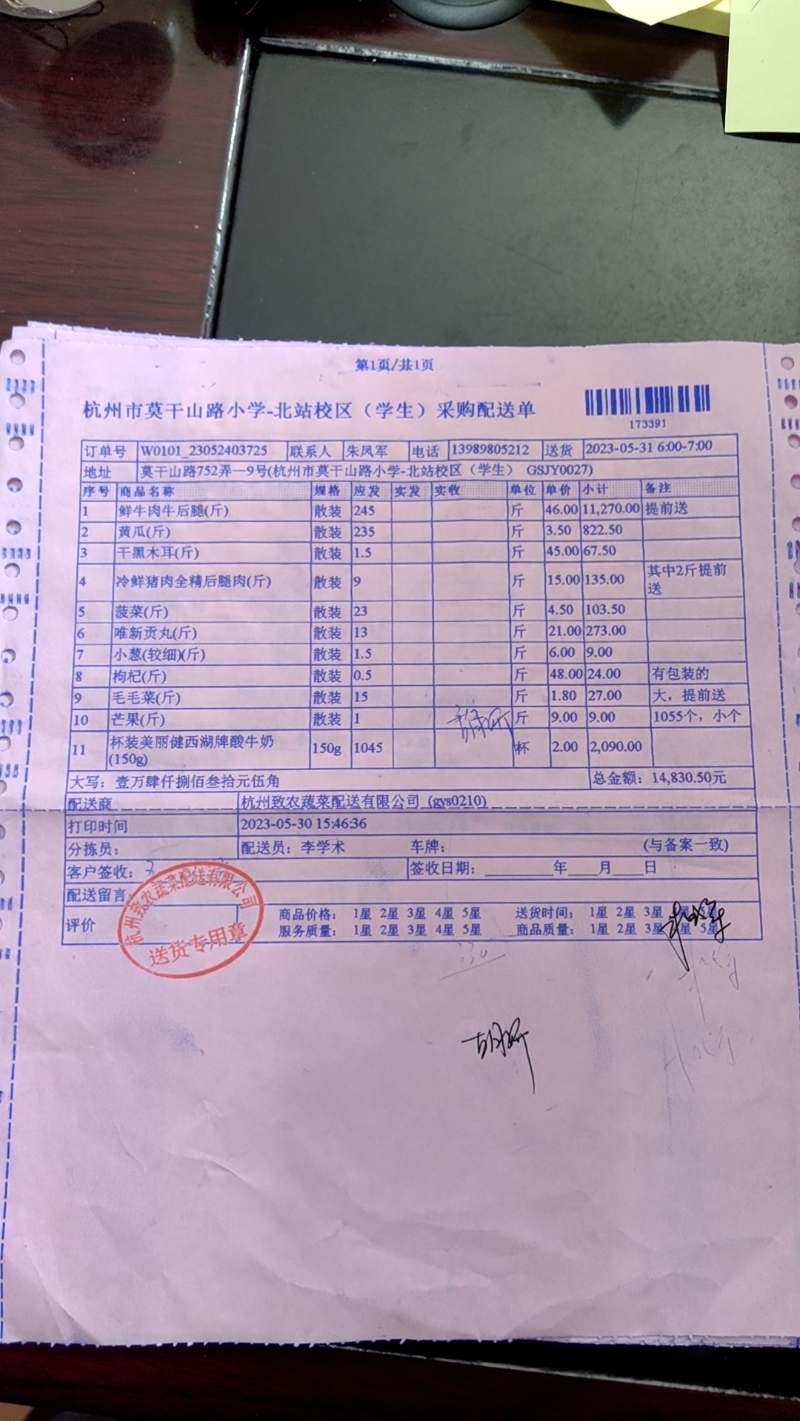 第1页/共1页
杭州市莫干山路小学-北站校区（学生）采购配送单
173391
订单号 W0101_23052403725 联系人 朱凤军 电话 13989805212 送货 2023-05-31 6:00-7:00
地址 莫干山路752弄一9号(杭州市莫干山路小学-北站校区（学生） GSJY0027)
序号 商品名称 规格 应发 实发 实收 单位 单价 小计 备注
1 鲜牛肉牛后腿(斤) 散装 245 斤 46.00 11,270.00 提前送
2 黄瓜(斤) 散装 235 斤 3.50 822.50
3 干黑木耳(斤) 散装 1.5 斤 45.00 67.50
4 冷鲜猪肉全精后腿肉(斤) 散装 9 斤 15.00 135.00 其中2斤提前送
5 菠菜(斤) 散装 23 斤 4.50 103.50
6 唯新贡丸(斤) 散装 13 斤 21.00 273.00
7 小葱(较细)(斤) 散装 1.5 斤 6.00 9.00
8 枸杞(斤) 散装 0.5 斤 48.00 24.00 有包装的
9 毛毛菜(斤) 散装 15 斤 1.80 27.00 大，提前送
10 芒果(斤) 散装 1 斤 9.00 9.00 1055个，小个
11 杯装美丽健西湖牌酸牛奶(150g) 150g 1045 杯 2.00 2,090.00
大写：壹万肆仟捌佰叁拾元伍角 总金额：14,830.50元
配送商 杭州致农蔬菜配送有限公司 (gys0210)
打印时间 2023-05-30 15:46:36
分拣员： 配送员：李学术 车牌： (与备案一致)
客户签收： 签收日期： 年 月 日
配送留言
评价 商品价格： 1星 2星 3星 4星 5星 送货时间： 1星 2星 3星
服务质量： 1星 2星 3星 4星 5星 商品质量： 1星 2星 3星 5星
杭州致农蔬菜配送有限公司
送货专用章